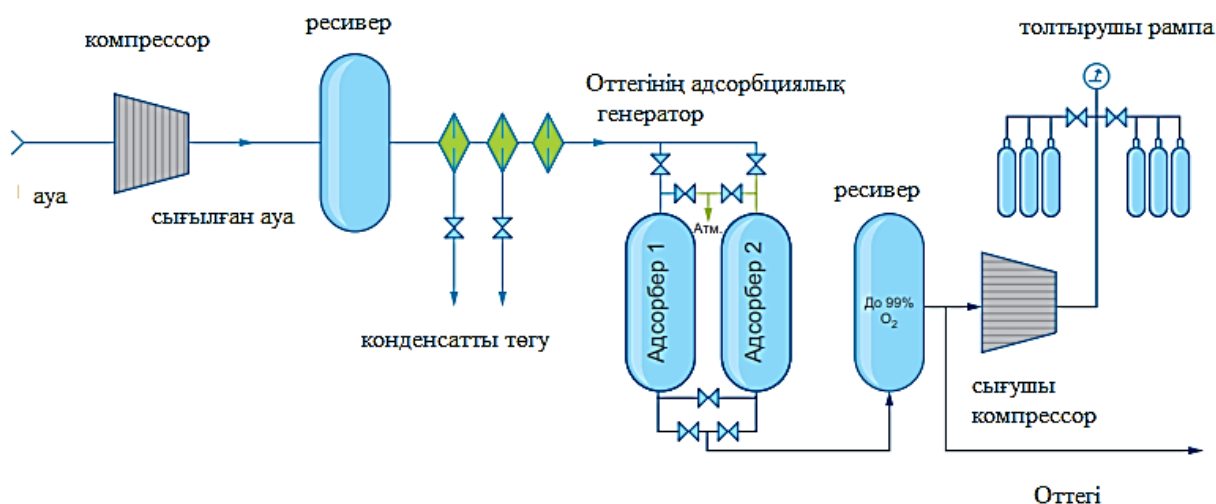 ресивер
толтырушы рампа
компрессор
Оттегінің адсорбциялық
генератор
ауа
сығылған ауа
ресивер
Атм.
Адсорбер 1
Адсорбер 2
До 99%
O2
конденсатты төгу
сығушы
компрессор
Оттегі